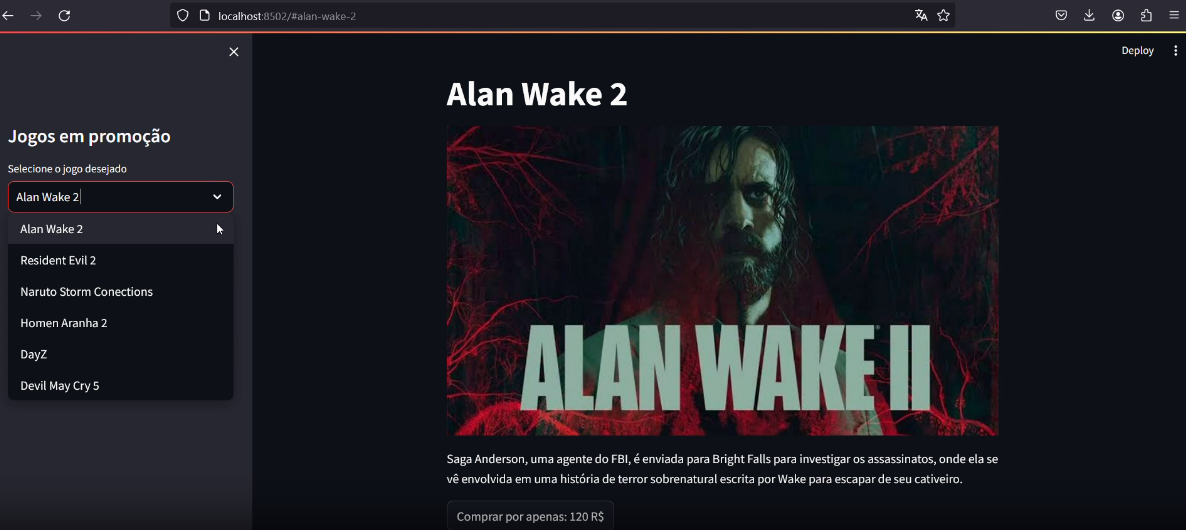 localhost:8502/#alan-wake-2
Deploy
Jogos em promoção
Selecione o jogo desejado
Alan Wake 2
Alan Wake 2
Resident Evil 2
Naruto Storm Conections
Homen Aranha 2
DayZ
Devil May Cry 5
Alan Wake 2
ALAN WAKE II
Saga Anderson, uma agente do FBI, é enviada para Bright Falls para investigar os assassinatos, onde ela se
vê envolvida em uma história de terror sobrenatural escrita por Wake para escapar de seu cativeiro.
Comprar por apenas: 120 R$